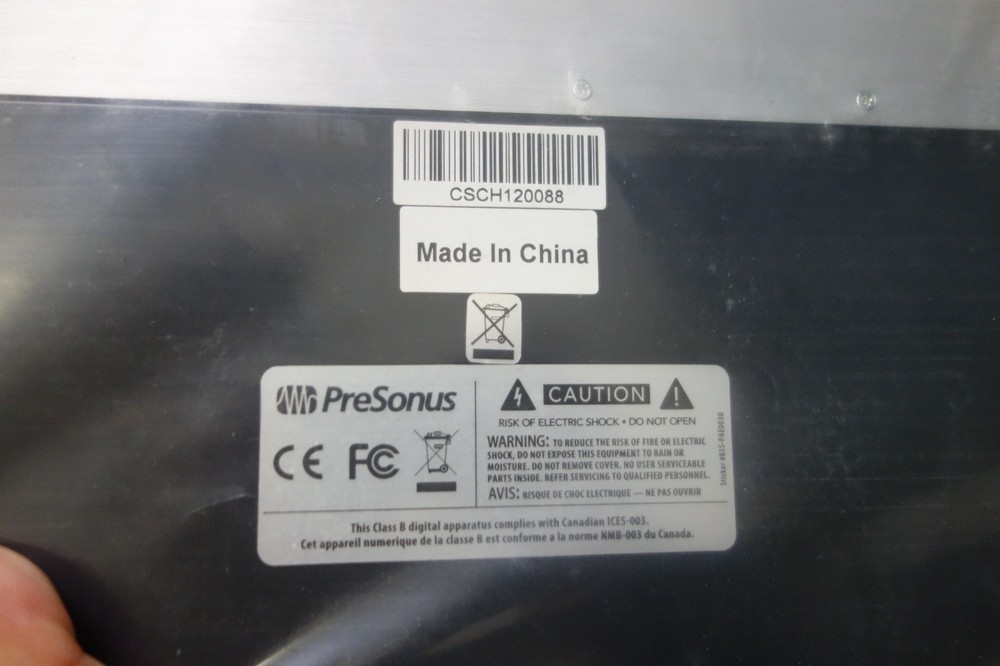 CSCH120088
Made In China
PreSonus
CE FC
CAUTION
RISK OF ELECTRIC SHOCK • DO NOT OPEN
WARNING: TO REDUCE THE RISK OF FIRE OR ELECTRIC
SHOCK, DO NOT EXPOSE THIS EQUIPMENT TO RAIN OR
MOISTURE. DO NOT REMOVE COVER. NO USER SERVICEABLE
PARTS INSIDE. REFER SERVICING TO QUALIFIED PERSONNEL.
AVIS: RISQUE DE CHOC ELECTRIQUE — NE PAS OUVRIR
Sticker #835-PAE0038
This Class B digital apparatus complies with Canadian ICES-003.
Cet appareil numerique de la classe B est conforme a la norme NMB-003 du Canada.